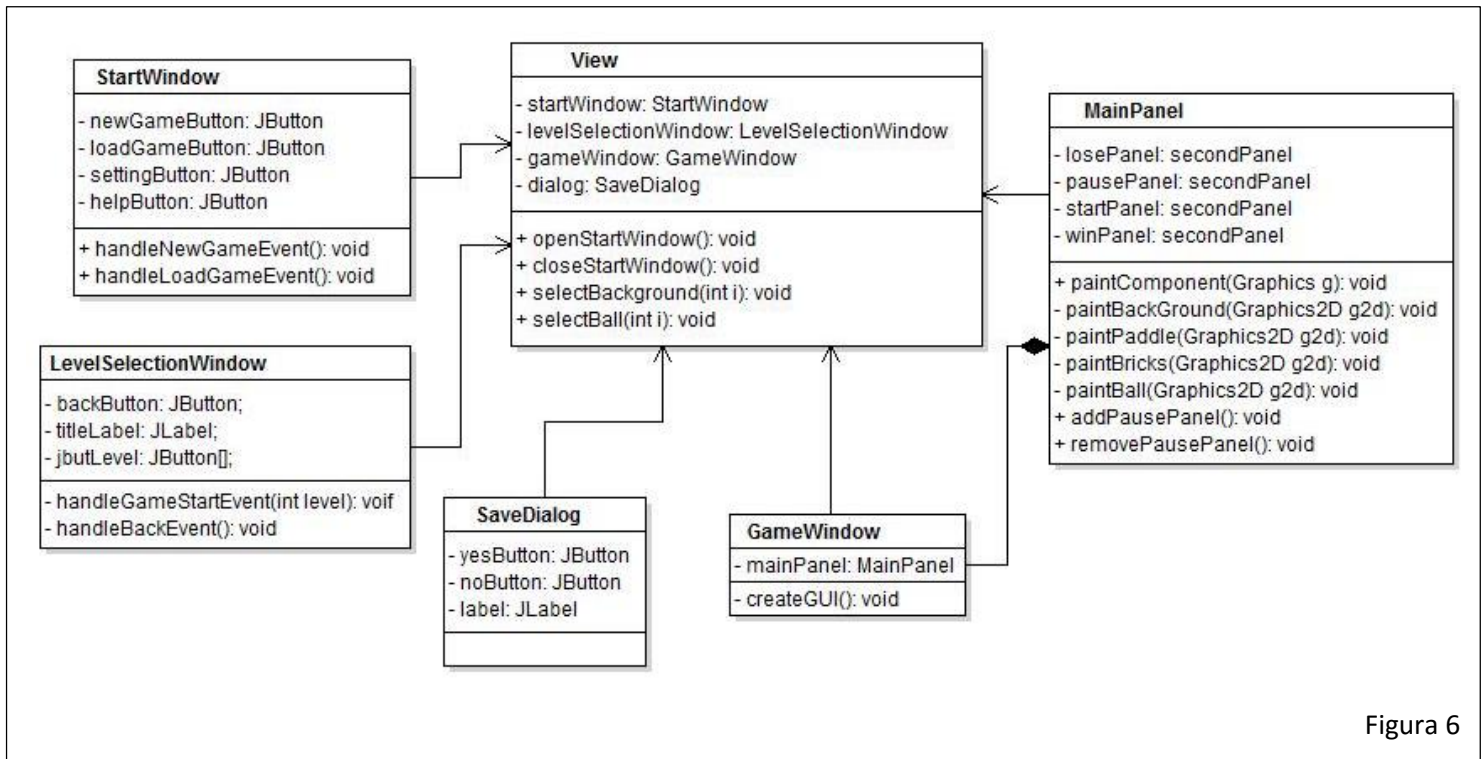 StartWindow
- newGameButton: JButton
- loadGameButton: JButton
- settingButton: JButton
- helpButton: JButton
+ handleNewGameEvent(): void
+ handleLoadGameEvent(): void
View
- startWindow: StartWindow
- levelSelectionWindow: LevelSelectionWindow
- gameWindow: GameWindow
- dialog: SaveDialog
+ openStartWindow(): void
+ closeStartWindow(): void
+ selectBackground(int i): void
+ selectBall(int i): void
MainPanel
- losePanel: secondPanel
- pausePanel: secondPanel
- startPanel: secondPanel
- winPanel: secondPanel
+ paintComponent(Graphics g): void
- paintBackGround(Graphics2D g2d): void
- paintPaddle(Graphics2D g2d): void
- paintBricks(Graphics2D g2d): void
- paintBall(Graphics2D g2d): void
+ addPausePanel(): void
+ removePausePanel(): void
LevelSelectionWindow
- backButton: JButton;
- titleLabel: JLabel;
- jbutLevel: JButton[];
- handleGameStartEvent(int level): voif
- handleBackEvent(): void
SaveDialog
- yesButton: JButton
- noButton: JButton
- label: JLabel
GameWindow
- mainPanel: MainPanel
- createGUI(): void
Figura 6